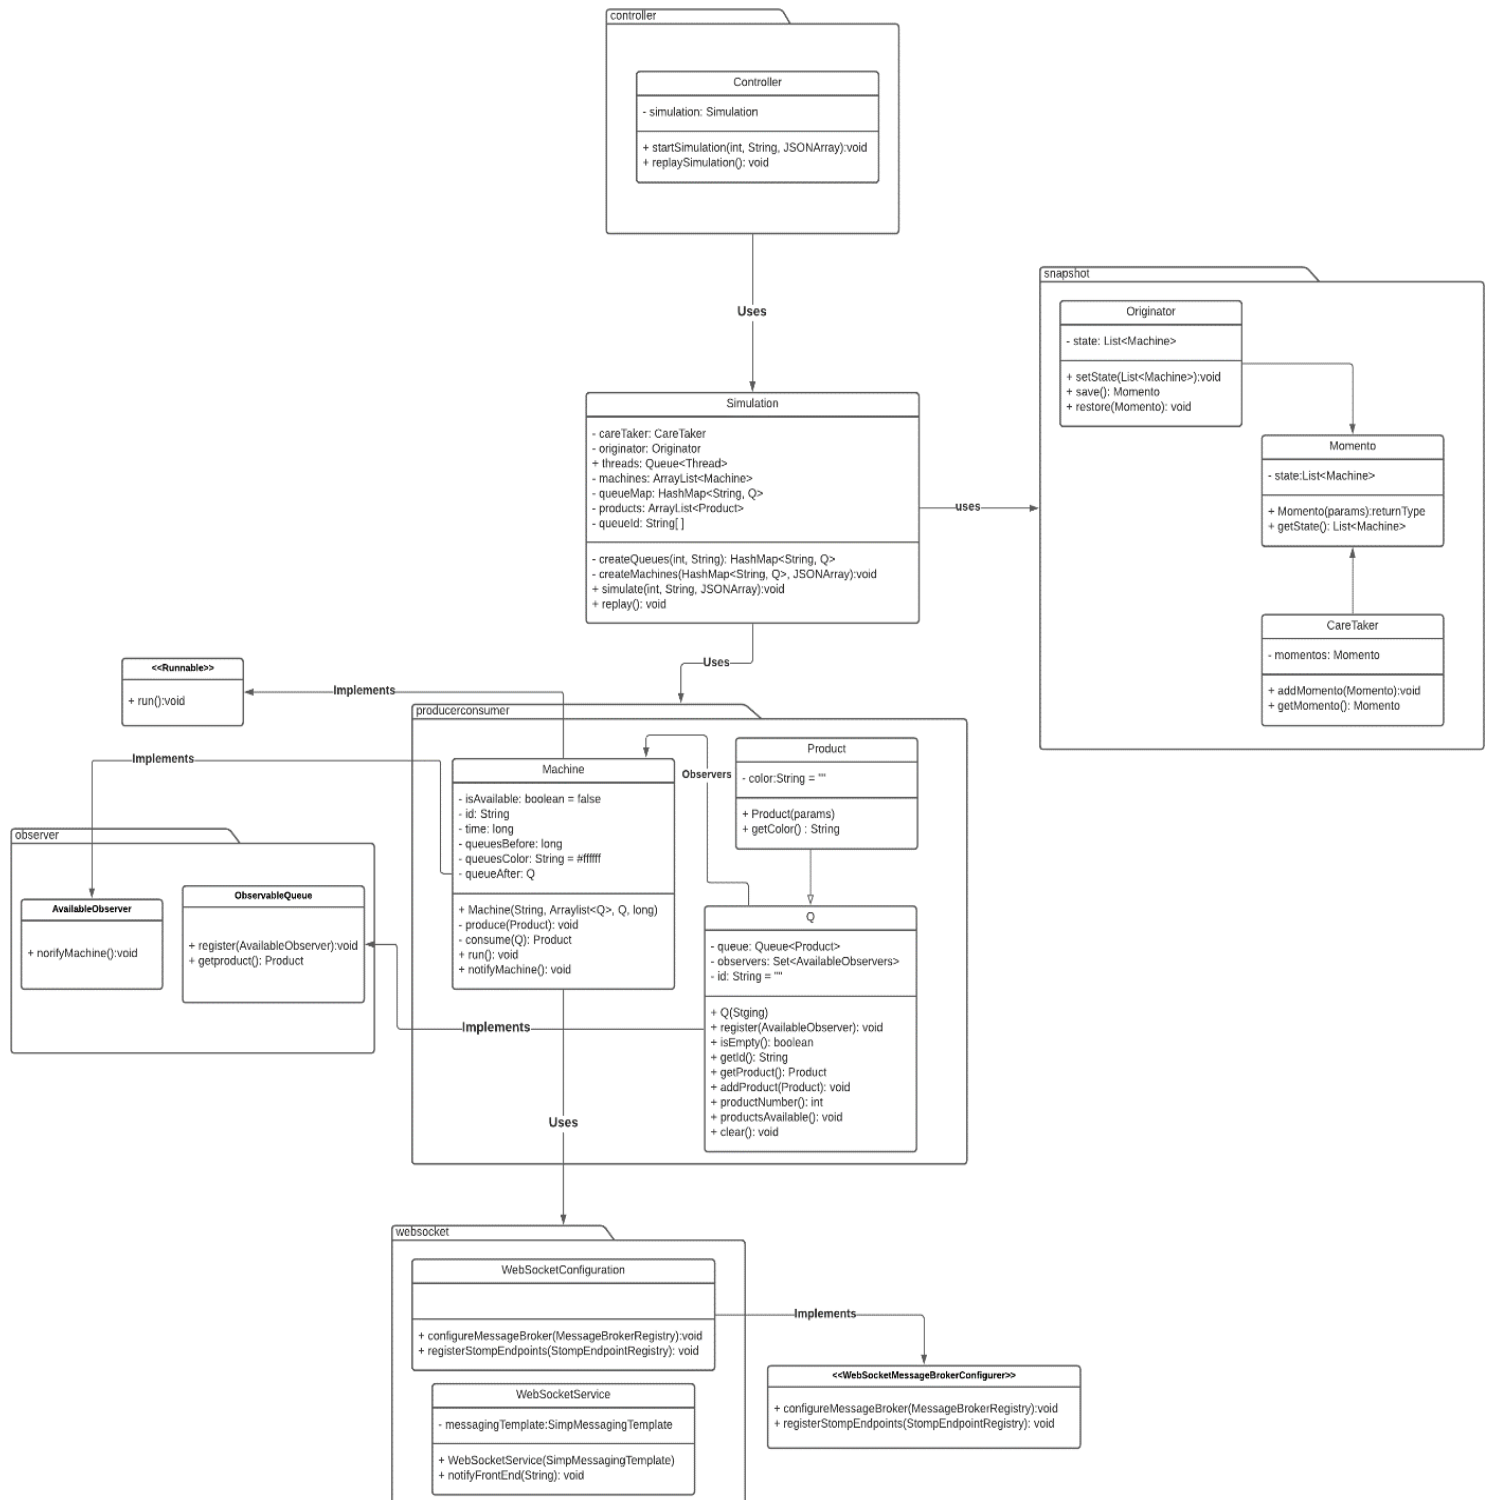 controller
Controller
- simulation: Simulation
+ startSimulation(int, String, JSONArray):void
+ replaySimulation(): void
Uses
snapshot
Originator
- state: List<Machine>
+ setState(List<Machine>):void
+ save(): Momento
+ restore(Momento): void
Momento
- state:List<Machine>
+ Momento(params):returnType
+ getState(): List<Machine>
CareTaker
- momentos: Momento
+ addMomento(Momento):void
+ getMomento(): Momento
Simulation
- careTaker: CareTaker
- originator: Originator
+ threads: Queue<Thread>
- machines: ArrayList<Machine>
- queueMap: HashMap<String, Q>
- products: ArrayList<Product>
- queueId: String[ ]
- createQueues(int, String): HashMap<String, Q>
- createMachines(HashMap<String, Q>, JSONArray):void
+ simulate(int, String, JSONArray):void
+ replay(): void
uses
Uses
<<Runnable>>
+ run():void
Implements
Implements
producerconsumer
Machine
- isAvailable: boolean = false
- id: String
- time: long
- queuesBefore: long
- queuesColor: String = #ffffff
- queueAfter: Q
+ Machine(String, Arraylist<Q>, Q, long)
- produce(Product): void
- consume(Q): Product
+ run(): void
+ notifyMachine(): void
Observers
Product
- color:String = ""
+ Product(params)
+ getColor() : String
Q
- queue: Queue<Product>
- observers: Set<AvailableObservers>
- id: String = ""
+ Q(Stging)
+ register(AvailableObserver): void
+ isEmpty(): boolean
+ getId(): String
+ getProduct(): Product
+ addProduct(Product): void
+ productNumber(): int
+ productsAvailable(): void
+ clear(): void
observer
AvailableObserver
+ norifyMachine():void
ObservableQueue
+ register(AvailableObserver):void
+ getproduct(): Product
Implements
Uses
websocket
WebSocketConfiguration
+ configureMessageBroker(MessageBrokerRegistry):void
+ registerStompEndpoints(StompEndpointRegistry): void
WebSocketService
- messagingTemplate:SimpMessagingTemplate
+ WebSocketService(SimpMessagingTemplate)
+ notifyFrontEnd(String): void
Implements
<<WebSocketMessageBrokerConfigurer>>
+ configureMessageBroker(MessageBrokerRegistry):void
+ registerStompEndpoints(StompEndpointRegistry): void